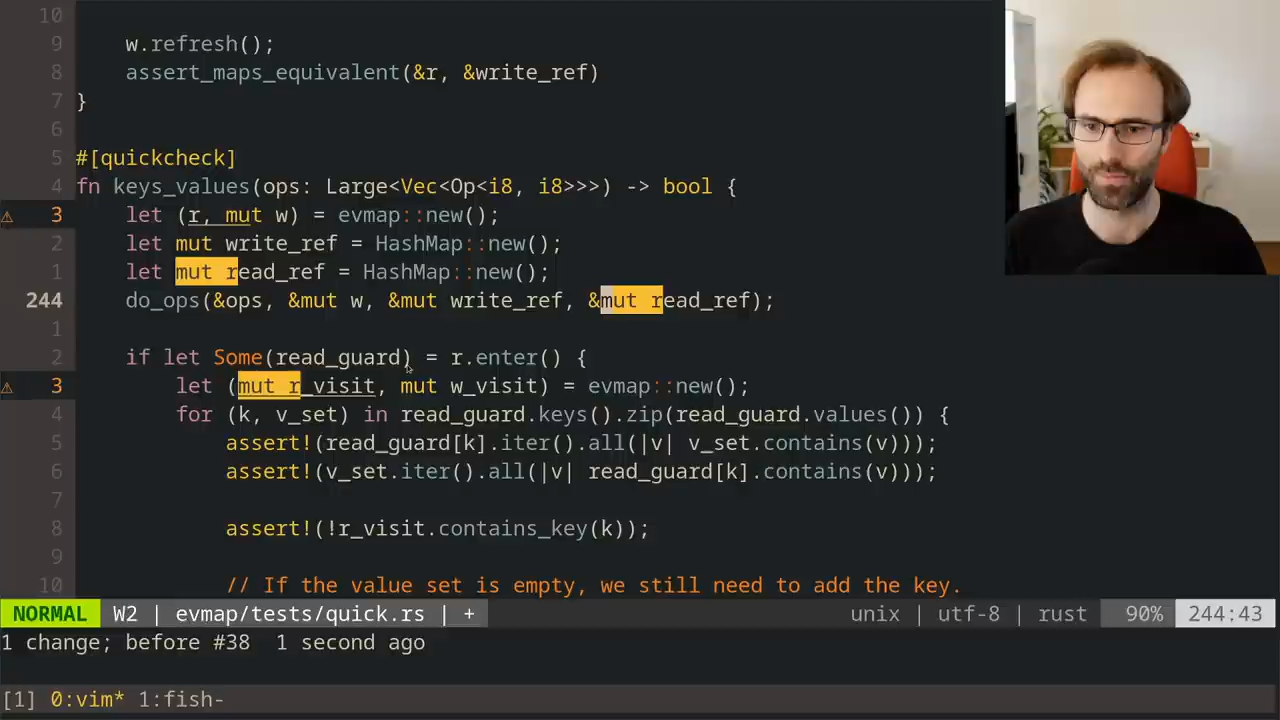 10
9     w.refresh();
8     assert_maps_equivalent(&r, &write_ref)
7 }
6
5 #[quickcheck]
4 fn keys_values(ops: Large<Vec<Op<i8, i8>>>) -> bool {
⚠ 3     let (r, mut w) = evmap::new();
2     let mut write_ref = HashMap::new();
1     let mut read_ref = HashMap::new();
244     do_ops(&ops, &mut w, &mut write_ref, &mut read_ref);
1
2     if let Some(read_guard) = r.enter() {
⚠ 3         let (mut r_visit, mut w_visit) = evmap::new();
4         for (k, v_set) in read_guard.keys().zip(read_guard.values()) {
5             assert!(read_guard[k].iter().all(|v| v_set.contains(v)));
6             assert!(v_set.iter().all(|v| read_guard[k].contains(v)));
7
8             assert!(!r_visit.contains_key(k));
9
10             // If the value set is empty, we still need to add the key.
NORMAL W2 | evmap/tests/quick.rs | + unix | utf-8 | rust 90% 244:43
1 change; before #38 1 second ago
[1] 0:vim* 1:fish-